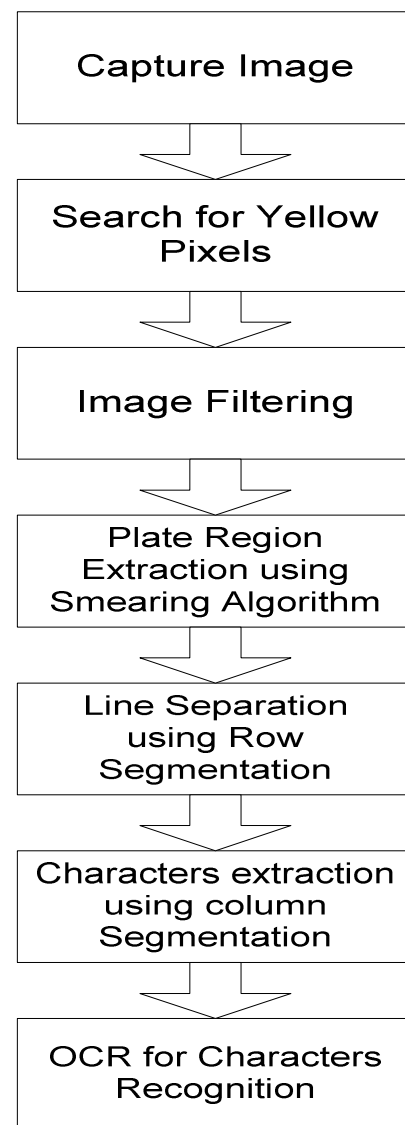 Capture Image
Search for Yellow
Pixels
Image Filtering
Plate Region
Extraction using
Smearing Algorithm
Line Separation
using Row
Segmentation
Characters extraction
using column
Segmentation
OCR for Characters
Recognition